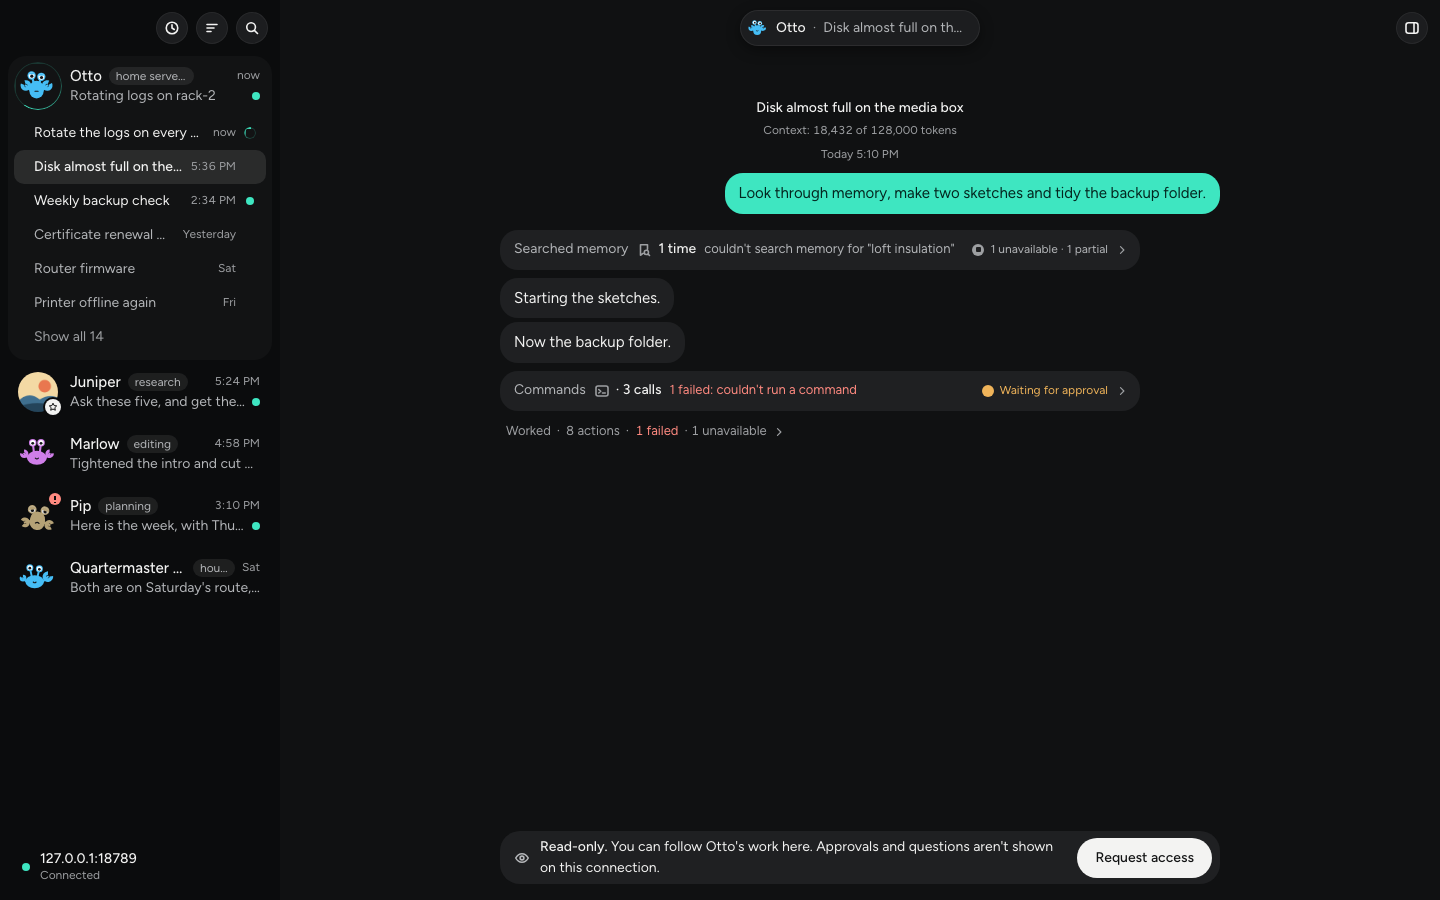 Otto home serve... now
Rotating logs on rack-2
Rotate the logs on every ... now
Disk almost full on the... 5:36 PM
Weekly backup check 2:34 PM
Certificate renewal ... Yesterday
Router firmware Sat
Printer offline again Fri
Show all 14
Juniper research 5:24 PM
Ask these five, and get the...
Marlow editing 4:58 PM
Tightened the intro and cut ...
Pip planning 3:10 PM
Here is the week, with Thu...
Quartermaster ... hou... Sat
Both are on Saturday's route,...
127.0.0.1:18789
Connected
Otto · Disk almost full on th...
Disk almost full on the media box
Context: 18,432 of 128,000 tokens
Today 5:10 PM
Look through memory, make two sketches and tidy the backup folder.
Searched memory 1 time couldn't search memory for "loft insulation" 1 unavailable · 1 partial
Starting the sketches.
Now the backup folder.
Commands · 3 calls 1 failed: couldn't run a command Waiting for approval
Worked · 8 actions · 1 failed · 1 unavailable
Read-only. You can follow Otto's work here. Approvals and questions aren't shown
on this connection.
Request access